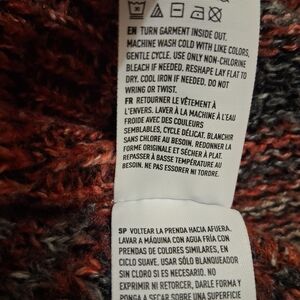 EN TURN GARMENT INSIDE OUT.
MACHINE WASH COLD WITH LIKE COLORS,
GENTLE CYCLE. USE ONLY NON-CHLORINE
BLEACH IF NEEDED. RESHAPE LAY FLAT TO
DRY. COOL IRON IF NEEDED. DO NOT
WRING OR TWIST.
FR RETOURNER LE VÊTEMENT À
L'ENVERS. LAVER À LA MACHINE À L'EAU
FROIDE AVEC DES COULEURS
SEMBLABLES, CYCLE DÉLICAT. BLANCHIR
SANS CHLORE AU BESOIN. REDONNER LA
FORME ORIGINALE ET SÉCHER À PLAT.
REPASSER À BASSE TEMPÉRATURE AU
BESOIN. NE PAS ESSORER NI TORDRE.
SP VOLTEAR LA PRENDA HACIA AFUERA.
LAVAR A MÁQUINA CON AGUA FRÍA CON
PRENDAS DE COLORES SIMILARES, EN
CICLO SUAVE, USAR SÓLO BLANQUEADOR
SIN CLORO SI ES NECESARIO. NO
EXPRIMIR NI RETORCER, DARLE FORMA Y
PONGA A SECAR SOBRE UNA SUPERFICIE